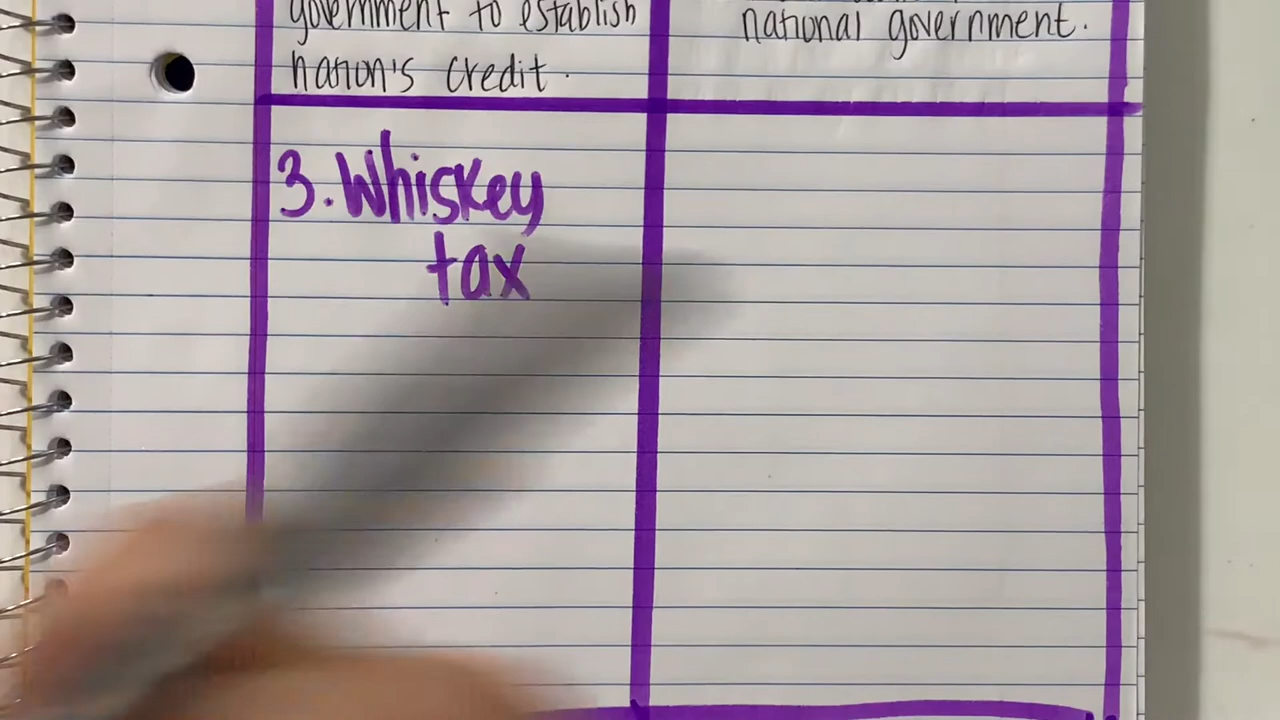 government to establish
nation's credit.
national government.
3. Whiskey
tax